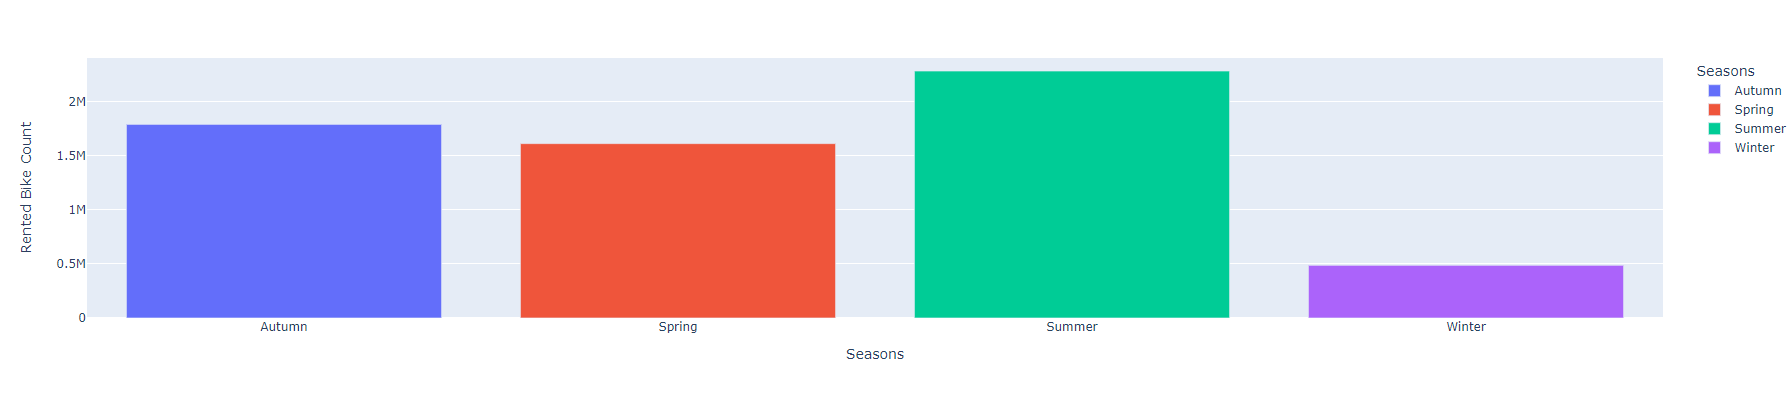 Rented Bike Count
2M
1.5M
1M
0.5M
0
Autumn
Spring
Summer
Winter
Seasons
Seasons
Autumn
Spring
Summer
Winter